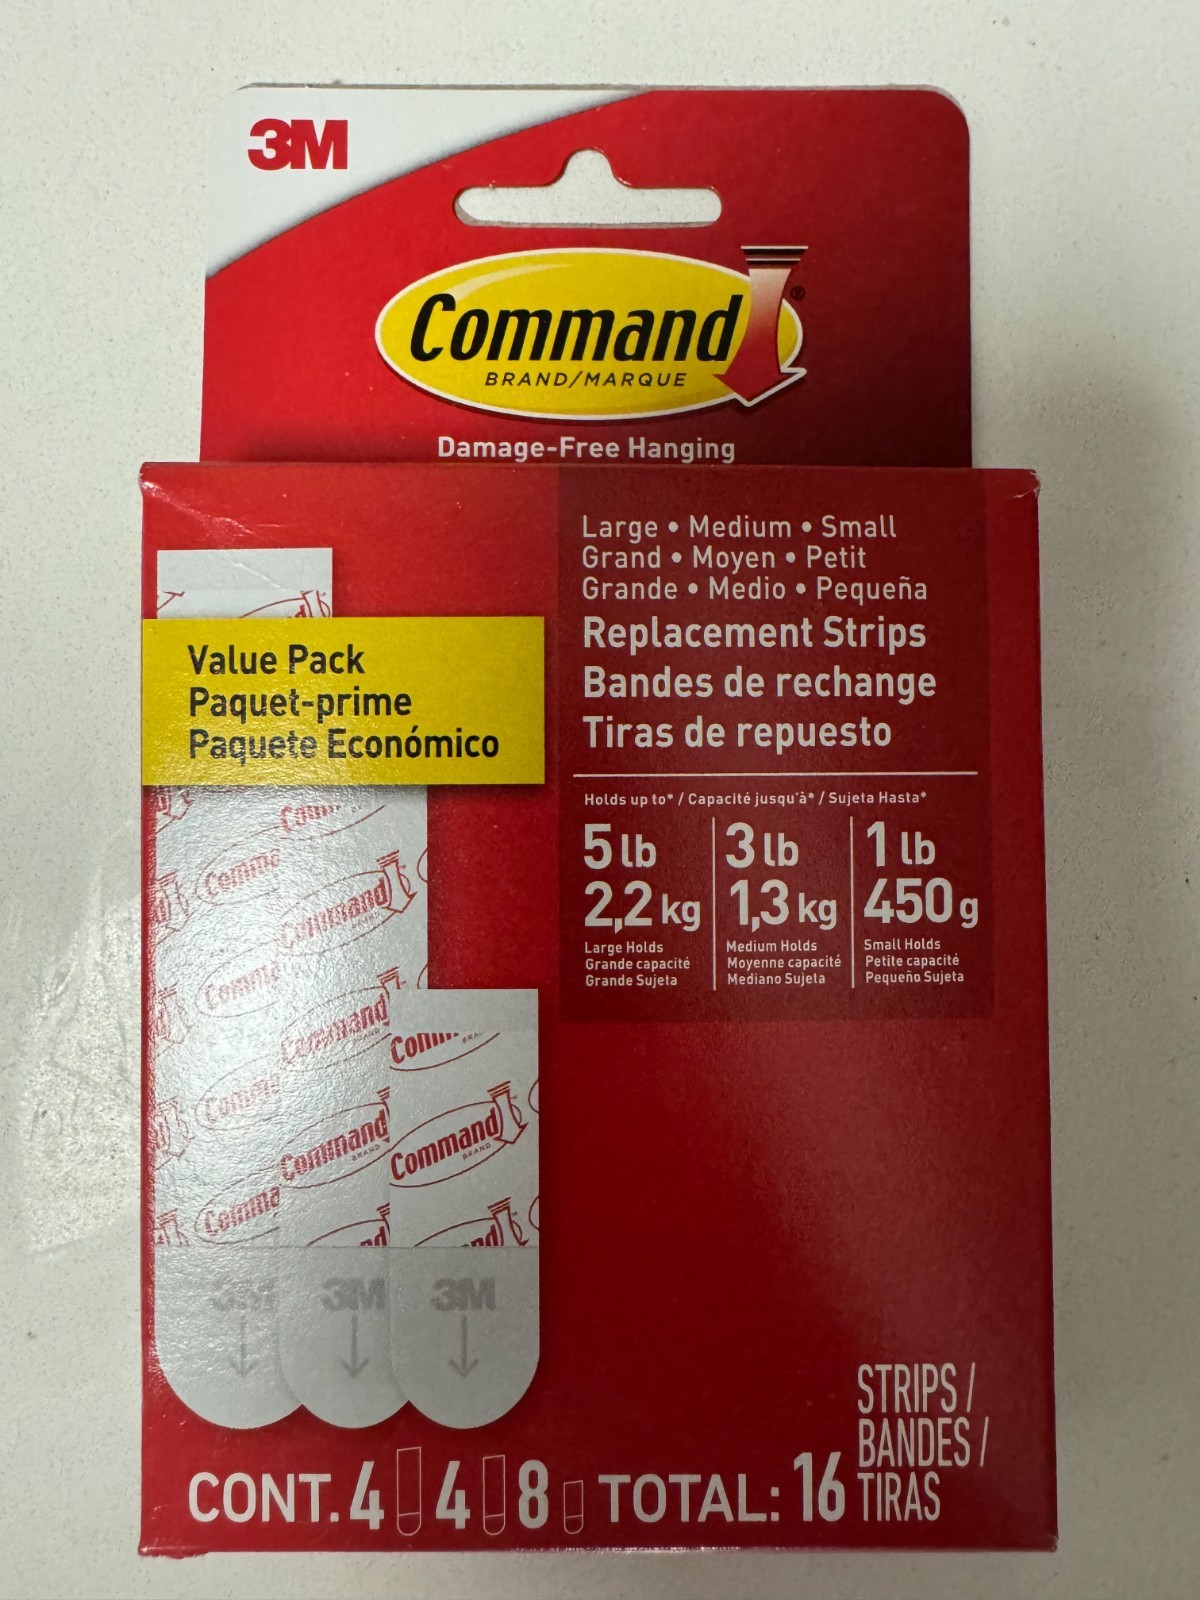 3M
Command
®
BRAND/MARQUE
Damage-Free Hanging
Large • Medium • Small
Grand • Moyen • Petit
Grande • Medio • Pequeña
Replacement Strips
Bandes de rechange
Tiras de repuesto
Value Pack
Paquet-prime
Paquete Económico
Holds up to* / Capacité jusqu'à* / Sujeta Hasta*
5 lb
2,2 kg
Large Holds
Grande capacité
Grande Sujeta
3 lb
1,3 kg
Medium Holds
Moyenne capacité
Mediano Sujeta
1 lb
450 g
Small Holds
Petite capacité
Pequeño Sujeta
Command
Command
Command
BRAND
Command
BRAND
3M
3M
3M
CONT. 4 4 8 TOTAL: 16
STRIPS /
BANDES /
TIRAS